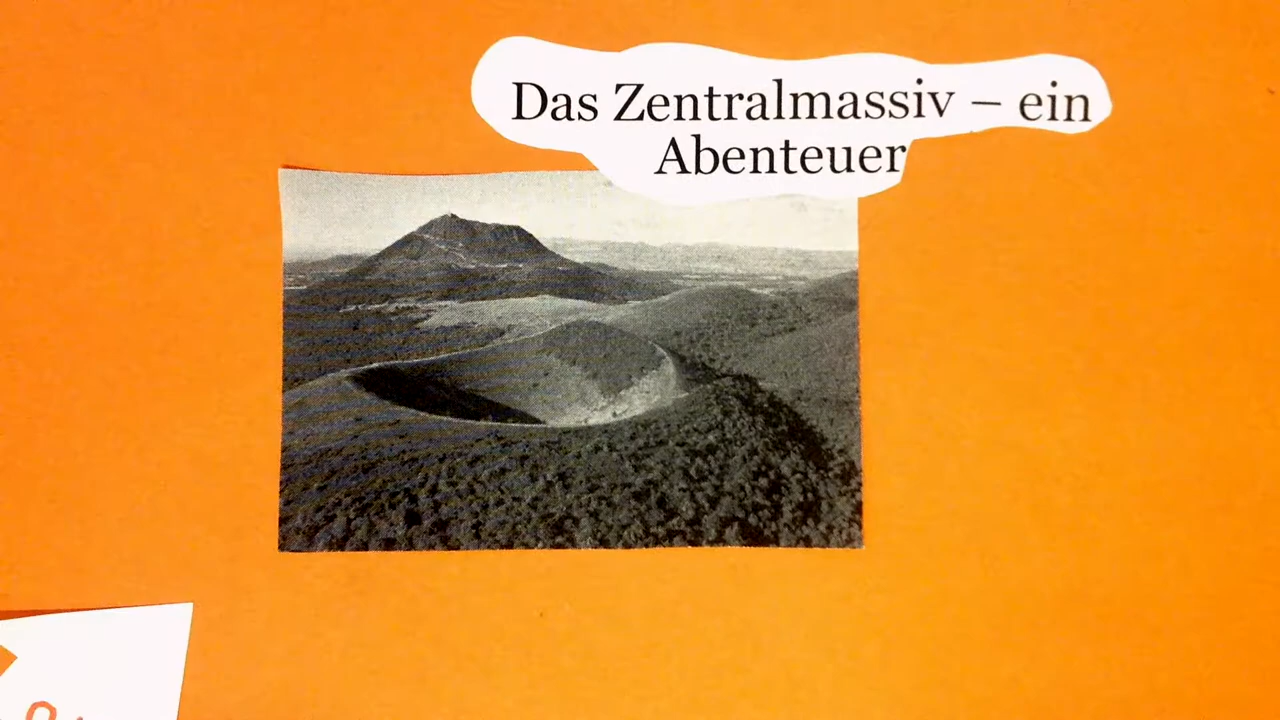 Das Zentralmassiv – ein
Abenteuer